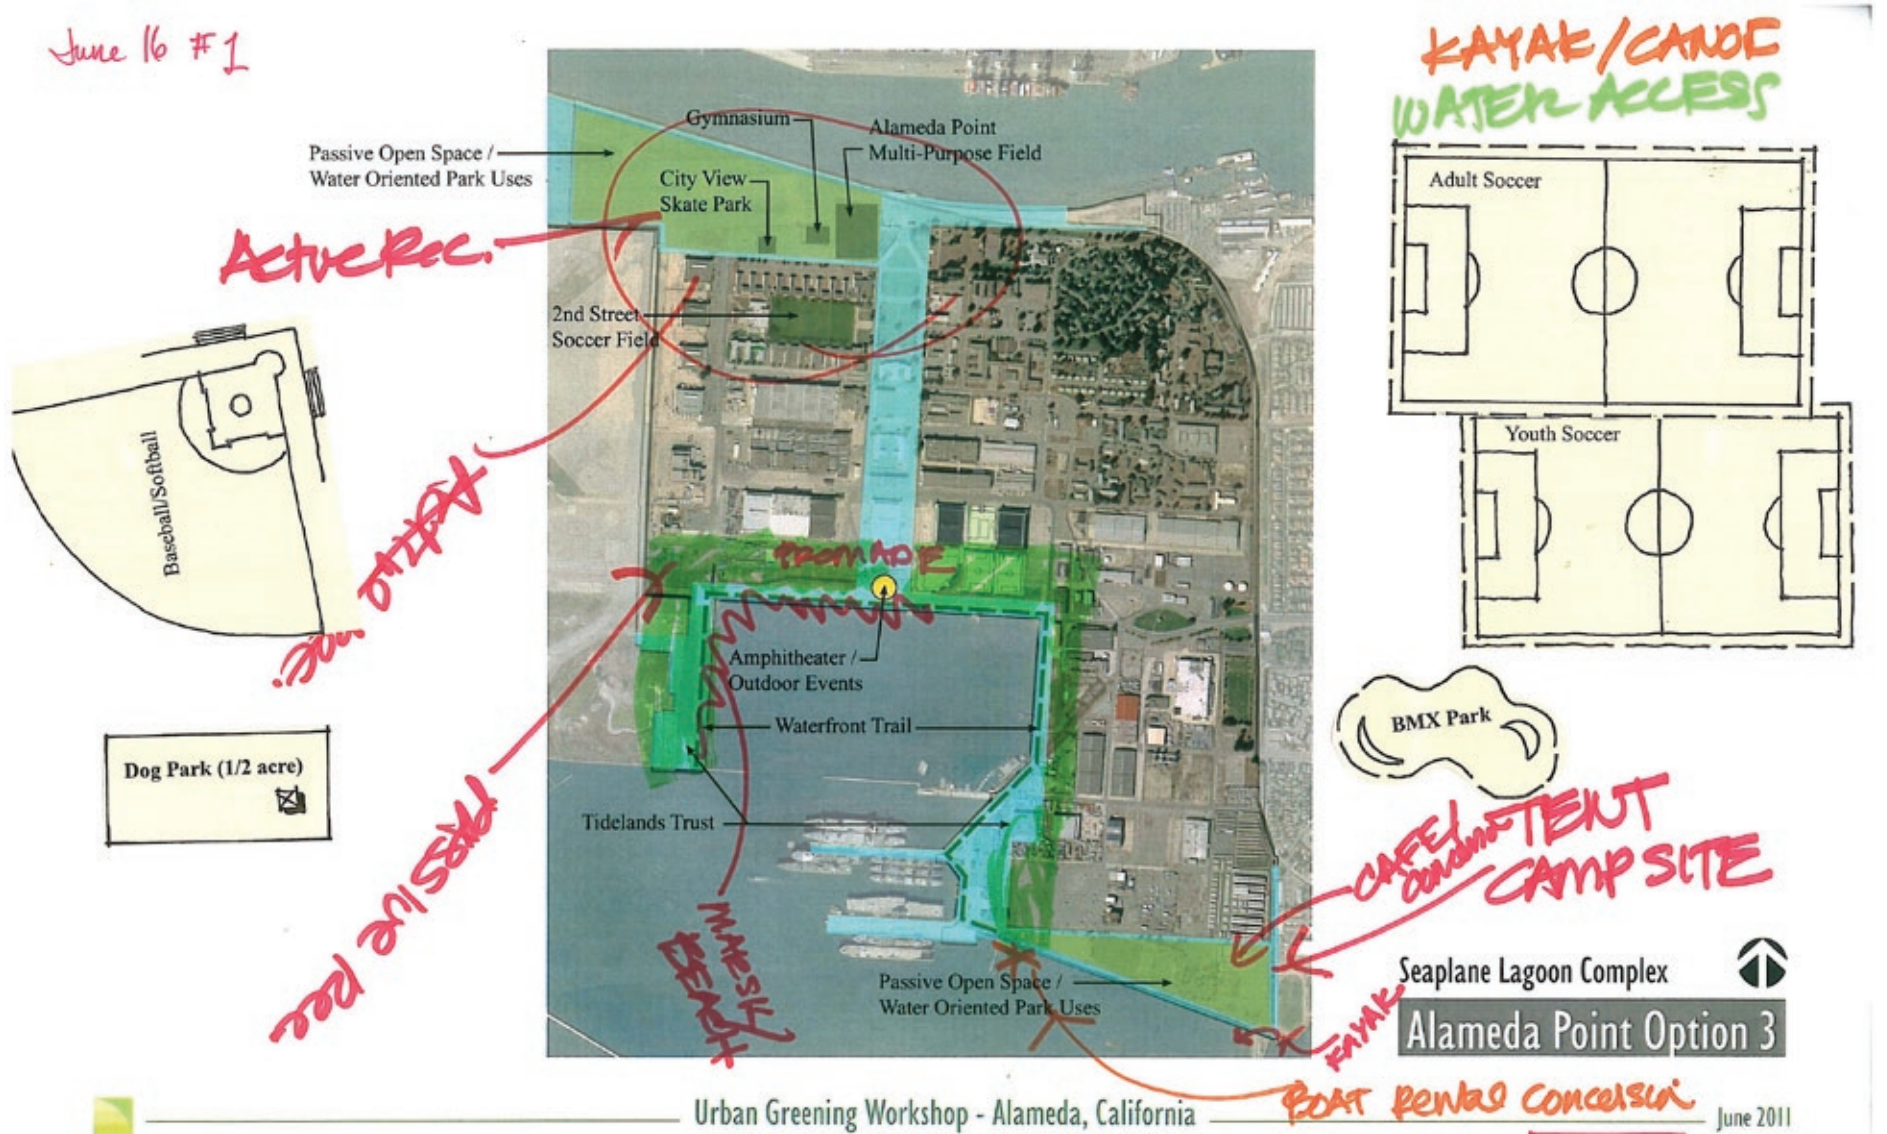 June 16 #1
KAYAK/CANOE
WATER ACCESS
Gymnasium
Alameda Point
Multi-Purpose Field
Passive Open Space /
Water Oriented Park Uses
City View
Skate Park
Adult Soccer
Active Rec.
2nd Street
Soccer Field
Baseball/Softball
Youth Soccer
PROMADE
Amphitheater /
Outdoor Events
Waterfront Trail
BMX Park
Dog Park (1/2 acre)
Tidelands Trust
PASSIVE REC
MARSH/
BEACH
CAFE/
TENT
CAMPSITE
Passive Open Space /
Water Oriented Park Uses
Seaplane Lagoon Complex
KAYAK
Alameda Point Option 3
BOAT Rental Concession
Urban Greening Workshop - Alameda, California
June 2011